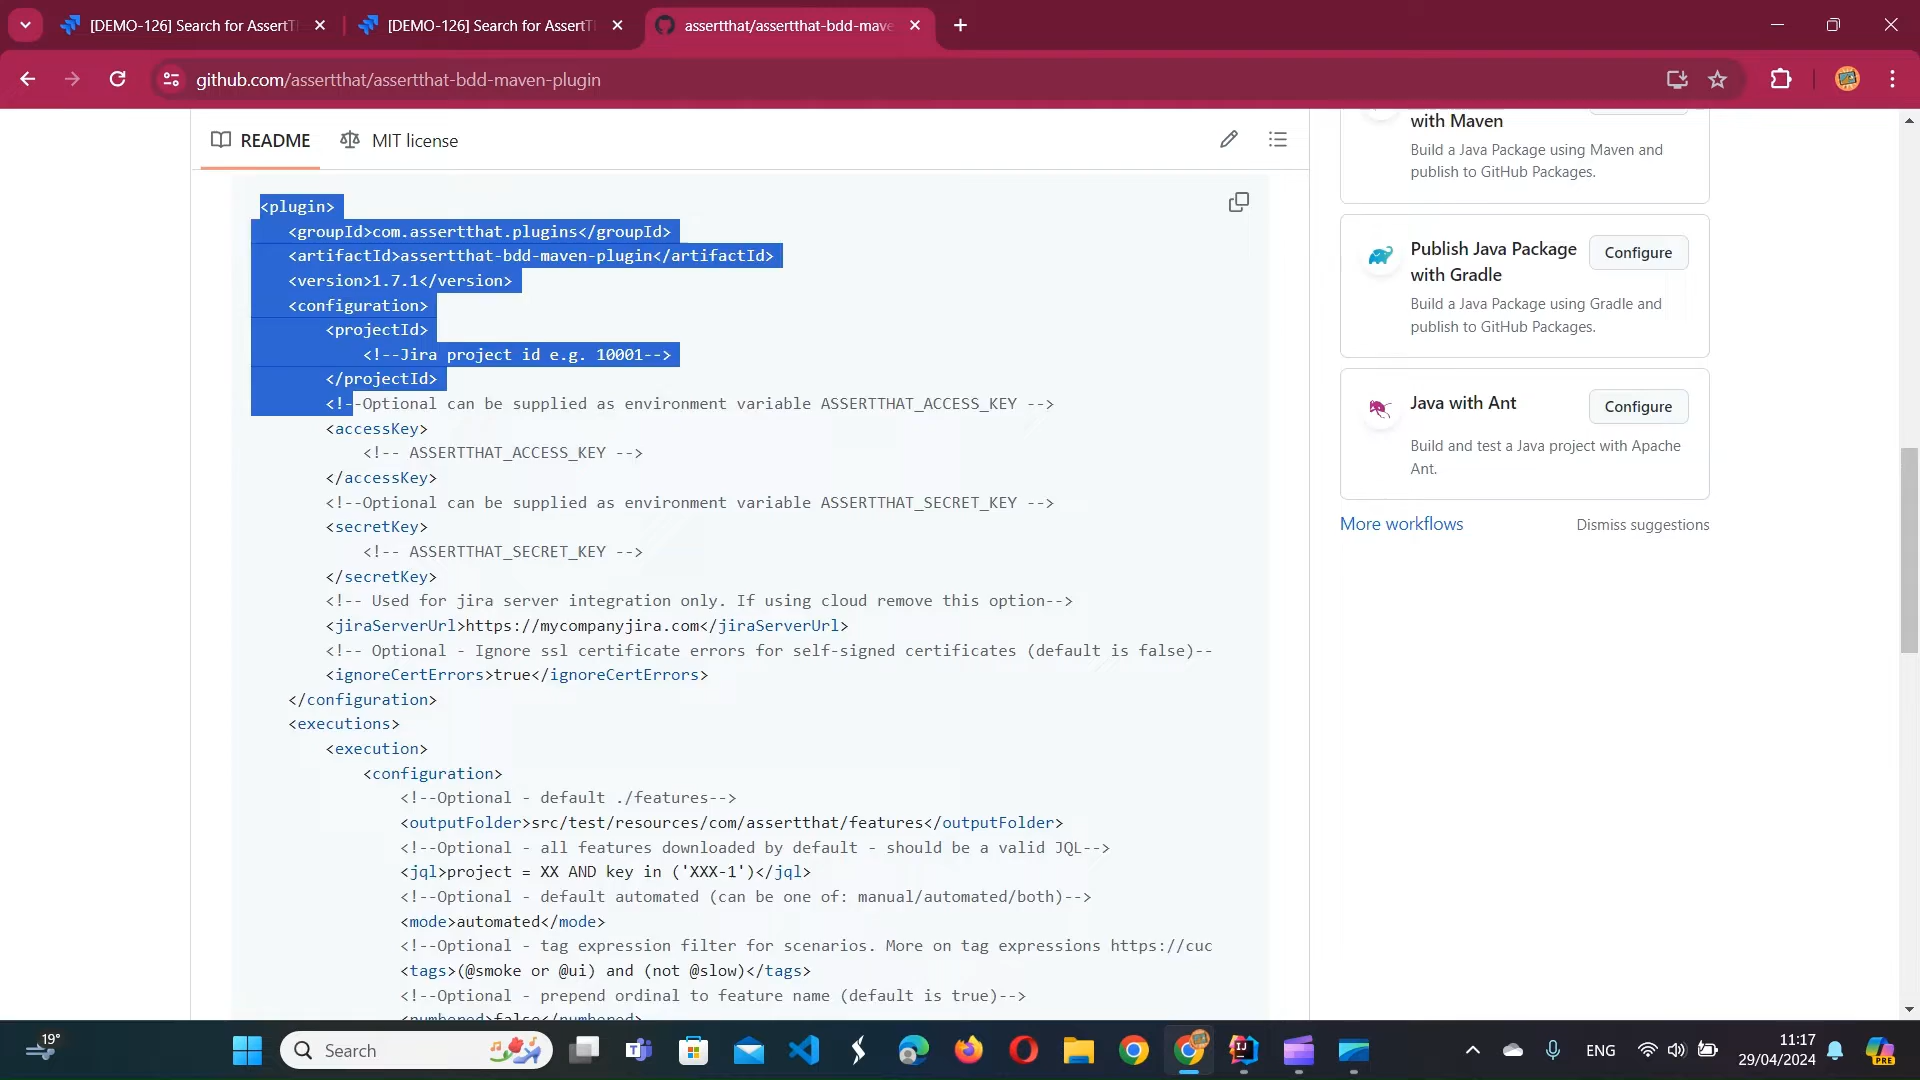 [DEMO-126] Search for AssertT
[DEMO-126] Search for AssertT
assertthat/assertthat-bdd-mave
github.com/assertthat/assertthat-bdd-maven-plugin
README
MIT license
<plugin>
<groupId>com.assertthat.plugins</groupId>
<artifactId>assertthat-bdd-maven-plugin</artifactId>
<version>1.7.1</version>
<configuration>
<projectId>
<!--Jira project id e.g. 10001-->
</projectId>
<!--Optional can be supplied as environment variable ASSERTTHAT_ACCESS_KEY -->
<accessKey>
<!-- ASSERTTHAT_ACCESS_KEY -->
</accessKey>
<!--Optional can be supplied as environment variable ASSERTTHAT_SECRET_KEY -->
<secretKey>
<!-- ASSERTTHAT_SECRET_KEY -->
</secretKey>
<!-- Used for jira server integration only. If using cloud remove this option-->
<jiraServerUrl>https://mycompanyjira.com</jiraServerUrl>
<!-- Optional - Ignore ssl certificate errors for self-signed certificates (default is false)--
<ignoreCertErrors>true</ignoreCertErrors>
</configuration>
<executions>
<execution>
<configuration>
<!--Optional - default ./features-->
<outputFolder>src/test/resources/com/assertthat/features</outputFolder>
<!--Optional - all features downloaded by default - should be a valid JQL-->
<jql>project = XX AND key in ('XXX-1')</jql>
<!--Optional - default automated (can be one of: manual/automated/both)-->
<mode>automated</mode>
<!--Optional - tag expression filter for scenarios. More on tag expressions https://cuc
<tags>(@smoke or @ui) and (not @slow)</tags>
<!--Optional - prepend ordinal to feature name (default is true)-->
<numbered>false</numbered>
with Maven
Build a Java Package using Maven and
publish to GitHub Packages.
Publish Java Package
with Gradle
Configure
Build a Java Package using Gradle and
publish to GitHub Packages.
Java with Ant
Configure
Build and test a Java project with Apache
Ant.
More workflows
Dismiss suggestions
19°
Search
ENG
11:17
29/04/2024
PRE